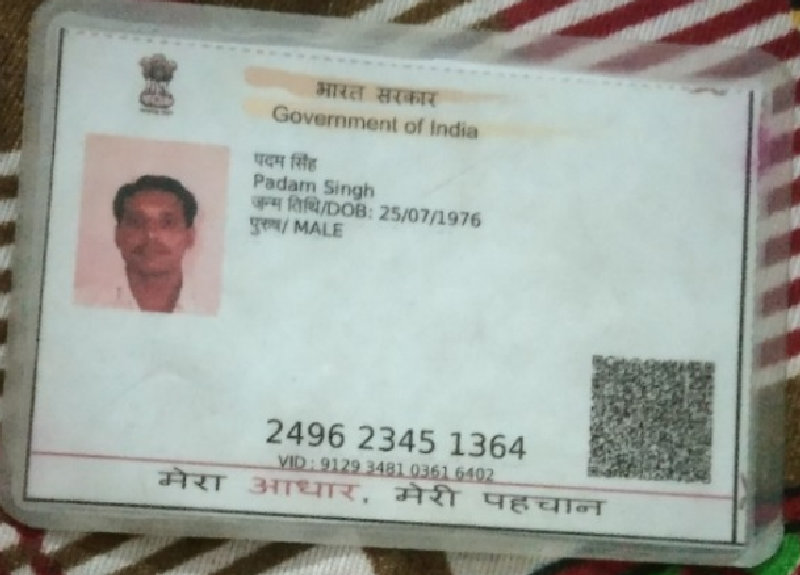 भारत सरकार
Government of India
पदम सिंह
Padam Singh
जन्म तिथि/DOB: 25/07/1976
पुरुष/ MALE
2496 2345 1364
VID : 9129 3481 0361 6402
मेरा आधार, मेरी पहचान